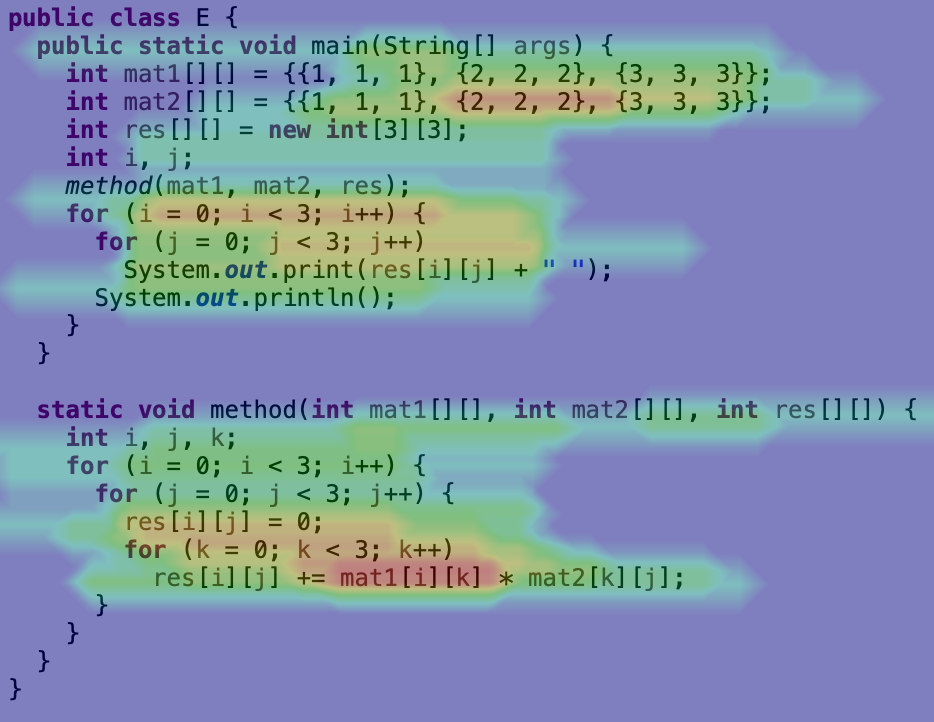 public class E {
  public static void main(String[] args) {
    int mat1[][] = {{1, 1, 1}, {2, 2, 2}, {3, 3, 3}};
    int mat2[][] = {{1, 1, 1}, {2, 2, 2}, {3, 3, 3}};
    int res[][] = new int[3][3];
    int i, j;
    method(mat1, mat2, res);
    for (i = 0; i < 3; i++) {
      for (j = 0; j < 3; j++)
        System.out.print(res[i][j] + " ");
      System.out.println();
    }
  }

  static void method(int mat1[][], int mat2[][], int res[][]) {
    int i, j, k;
    for (i = 0; i < 3; i++) {
      for (j = 0; j < 3; j++) {
        res[i][j] = 0;
        for (k = 0; k < 3; k++)
          res[i][j] += mat1[i][k] * mat2[k][j];
      }
    }
  }
}